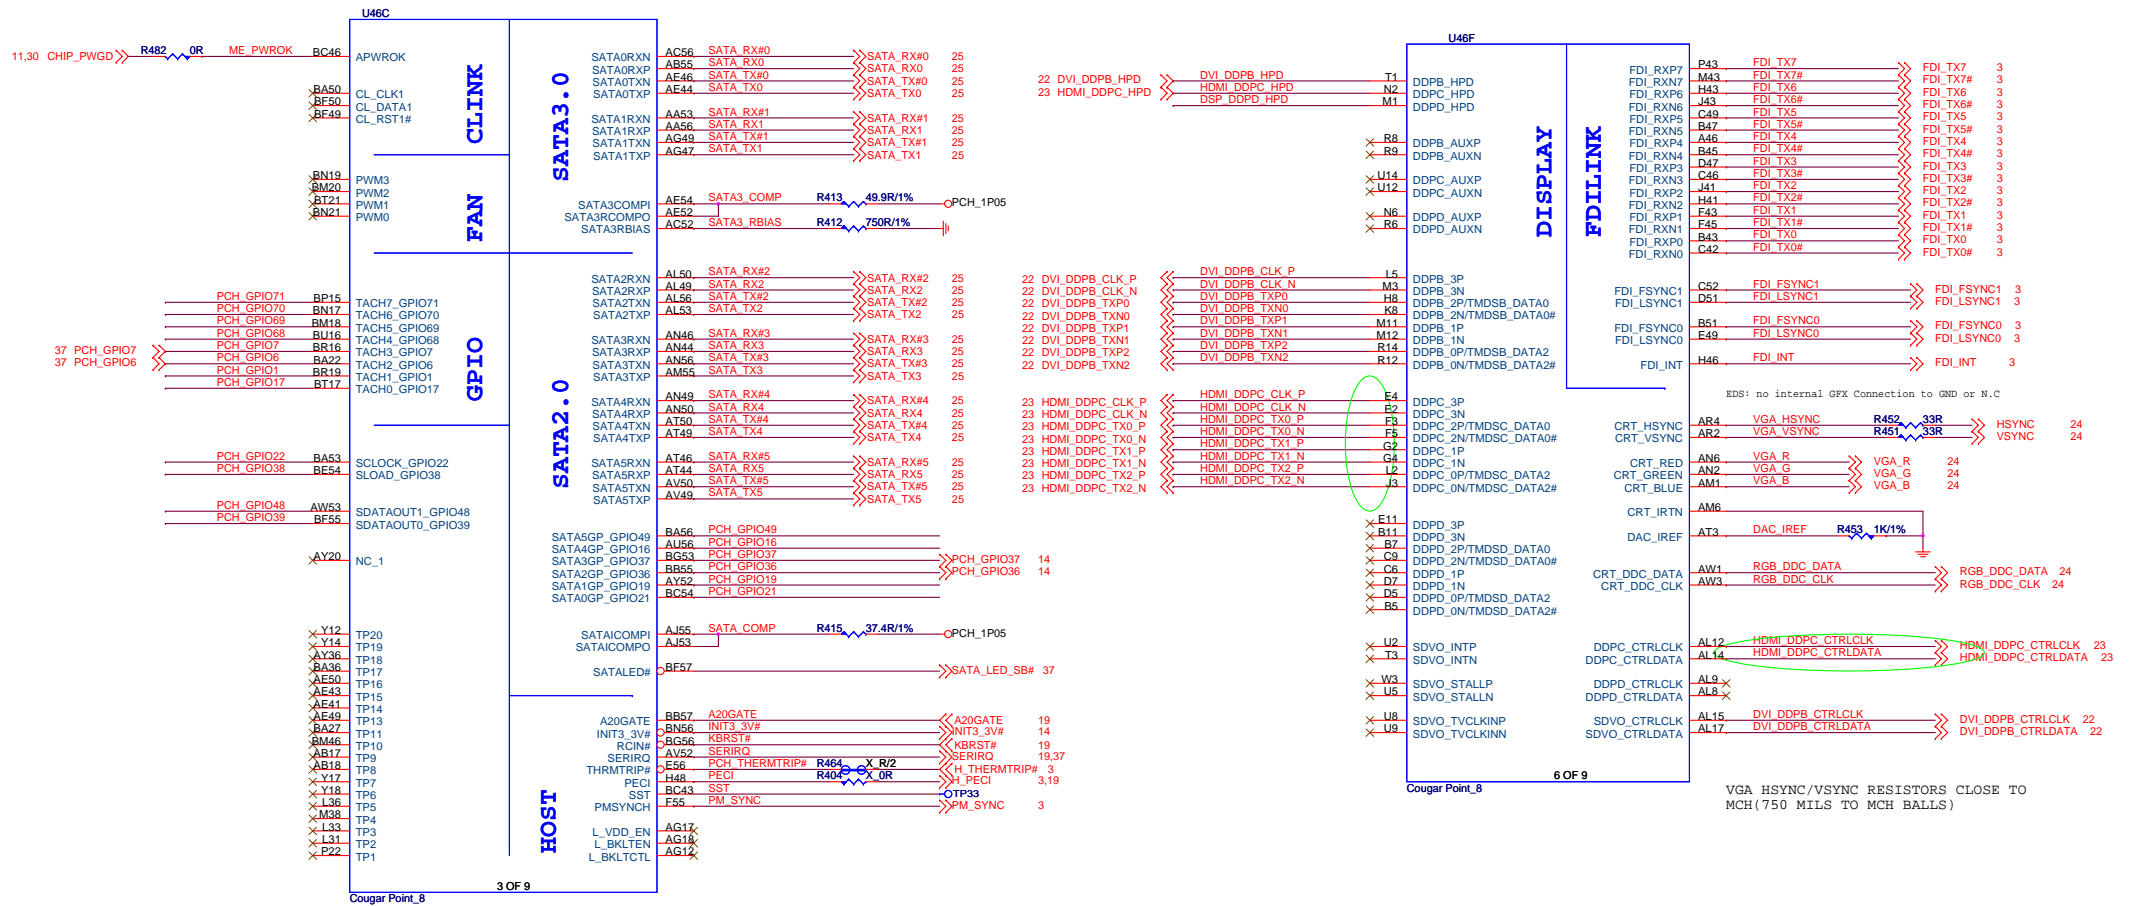 U46C
11,30 CHIP_PWGD R482 0R ME_PWROK BC46 APWROK
BA50 CL_CLK1
BF50 CL_DATA1
BF49 CL_RST1#
CLINK
BN19 PWM3
BM20 PWM2
BT21 PWM1
BN21 PWM0
FAN
PCH_GPIO71 BP15 TACH7_GPIO71
PCH_GPIO70 BN17 TACH6_GPIO70
PCH_GPIO69 BM18 TACH5_GPIO69
PCH_GPIO68 BU16 TACH4_GPIO68
37 PCH_GPIO7 PCH_GPIO7 BR16 TACH3_GPIO7
37 PCH_GPIO6 PCH_GPIO6 BA22 TACH2_GPIO6
PCH_GPIO1 BR19 TACH1_GPIO1
PCH_GPIO17 BT17 TACH0_GPIO17
GPIO
PCH_GPIO22 BA53 SCLOCK_GPIO22
PCH_GPIO38 BE54 SLOAD_GPIO38
PCH_GPIO48 AW53 SDATAOUT1_GPIO48
PCH_GPIO39 BF55 SDATAOUT0_GPIO39
AY20 NC_1
Y12 TP20
Y14 TP19
AY36 TP18
BA36 TP17
AE50 TP16
AE43 TP15
AE41 TP14
AE49 TP13
BA27 TP11
BM46 TP10
AB17 TP9
AB18 TP8
Y17 TP7
Y18 TP6
L36 TP5
M38 TP4
L33 TP3
L31 TP2
P22 TP1
SATA3.0
SATA0RXN AC56 SATA_RX#0 SATA_RX#0 25
SATA0RXP AB55 SATA_RX0 SATA_RX0 25
SATA0TXN AE46 SATA_TX#0 SATA_TX#0 25
SATA0TXP AE44 SATA_TX0 SATA_TX0 25
SATA1RXN AA53 SATA_RX#1 SATA_RX#1 25
SATA1RXP AA56 SATA_RX1 SATA_RX1 25
SATA1TXN AG49 SATA_TX#1 SATA_TX#1 25
SATA1TXP AG47 SATA_TX1 SATA_TX1 25
SATA3COMPI AE54 SATA3_COMP R413 49.9R/1% PCH_1P05
SATA3RCOMPO AE52
SATA3RBIAS AC52 SATA3_RBIAS R412 750R/1%
SATA2RXN AL50 SATA_RX#2 SATA_RX#2 25
SATA2RXP AL49 SATA_RX2 SATA_RX2 25
SATA2TXN AL56 SATA_TX#2 SATA_TX#2 25
SATA2TXP AL53 SATA_TX2 SATA_TX2 25
SATA3RXN AN46 SATA_RX#3 SATA_RX#3 25
SATA3RXP AN44 SATA_RX3 SATA_RX3 25
SATA3TXN AN56 SATA_TX#3 SATA_TX#3 25
SATA3TXP AM55 SATA_TX3 SATA_TX3 25
SATA4RXN AN49 SATA_RX#4 SATA_RX#4 25
SATA4RXP AN50 SATA_RX4 SATA_RX4 25
SATA4TXN AT50 SATA_TX#4 SATA_TX#4 25
SATA4TXP AT49 SATA_TX4 SATA_TX4 25
SATA5RXN AT46 SATA_RX#5 SATA_RX#5 25
SATA5RXP AT44 SATA_RX5 SATA_RX5 25
SATA5TXN AV50 SATA_TX#5 SATA_TX#5 25
SATA5TXP AV49 SATA_TX5 SATA_TX5 25
SATA2.0
SATA5GP_GPIO49 BA56 PCH_GPIO49
SATA4GP_GPIO16 AU56 PCH_GPIO16
SATA3GP_GPIO37 BG53 PCH_GPIO37 PCH_GPIO37 14
SATA2GP_GPIO36 BB55 PCH_GPIO36 PCH_GPIO36 14
SATA1GP_GPIO19 AY52 PCH_GPIO19
SATA0GP_GPIO21 BC54 PCH_GPIO21
SATAICOMPI AJ55 SATA_COMP R415 37.4R/1% PCH_1P05
SATAICOMPO AJ53
SATALED# BF57 SATA_LED_SB# 37
A20GATE BB57 A20GATE A20GATE 19
INIT3_3V# BN56 INIT3_3V# INIT3_3V# 14
RCIN# BG56 KBRST# KBRST# 19
SERIRQ AV52 SERIRQ SERIRQ 19,37
THRMTRIP# E56 PCH_THERMTRIP# R464 X_R/2 H_THERMTRIP# 3
PECI H48 PECI R404 X_0R H_PECI 3,19
SST BC43 SST TP33
PMSYNCH F55 PM_SYNC PM_SYNC 3
L_VDD_EN AG17
L_BKLTEN AG18
L_BKLTCTL AG12
HOST
3 OF 9
Cougar Point_8
U46F
22 DVI_DDPB_HPD DVI_DDPB_HPD T1 DDPB_HPD
23 HDMI_DDPC_HPD HDMI_DDPC_HPD N2 DDPC_HPD
DSP_DDPD_HPD M1 DDPD_HPD
R8 DDPB_AUXP
R9 DDPB_AUXN
U14 DDPC_AUXP
U12 DDPC_AUXN
N6 DDPD_AUXP
R6 DDPD_AUXN
22 DVI_DDPB_CLK_P DVI_DDPB_CLK_P L5 DDPB_3P
22 DVI_DDPB_CLK_N DVI_DDPB_CLK_N M3 DDPB_3N
22 DVI_DDPB_TXP0 DVI_DDPB_TXP0 H8 DDPB_2P/TMDSB_DATA0
22 DVI_DDPB_TXN0 DVI_DDPB_TXN0 K8 DDPB_2N/TMDSB_DATA0#
22 DVI_DDPB_TXP1 DVI_DDPB_TXP1 M11 DDPB_1P
22 DVI_DDPB_TXN1 DVI_DDPB_TXN1 M12 DDPB_1N
22 DVI_DDPB_TXP2 DVI_DDPB_TXP2 R14 DDPB_0P/TMDSB_DATA2
22 DVI_DDPB_TXN2 DVI_DDPB_TXN2 R12 DDPB_0N/TMDSB_DATA2#
23 HDMI_DDPC_CLK_P HDMI_DDPC_CLK_P E4 DDPC_3P
23 HDMI_DDPC_CLK_N HDMI_DDPC_CLK_N E2 DDPC_3N
23 HDMI_DDPC_TX0_P HDMI_DDPC_TX0_P F3 DDPC_2P/TMDSC_DATA0
23 HDMI_DDPC_TX0_N HDMI_DDPC_TX0_N F5 DDPC_2N/TMDSC_DATA0#
23 HDMI_DDPC_TX1_P HDMI_DDPC_TX1_P G2 DDPC_1P
23 HDMI_DDPC_TX1_N HDMI_DDPC_TX1_N G4 DDPC_1N
23 HDMI_DDPC_TX2_P HDMI_DDPC_TX2_P L2 DDPC_0P/TMDSC_DATA2
23 HDMI_DDPC_TX2_N HDMI_DDPC_TX2_N J3 DDPC_0N/TMDSC_DATA2#
E11 DDPD_3P
B11 DDPD_3N
B7 DDPD_2P/TMDSD_DATA0
C9 DDPD_2N/TMDSD_DATA0#
C6 DDPD_1P
D7 DDPD_1N
D5 DDPD_0P/TMDSD_DATA2
B5 DDPD_0N/TMDSD_DATA2#
U2 SDVO_INTP
T3 SDVO_INTN
W3 SDVO_STALLP
U5 SDVO_STALLN
U8 SDVO_TVCLKINP
U9 SDVO_TVCLKINN
DISPLAY
FDILINK
FDI_RXP7 P43 FDI_TX7 FDI_TX7 3
FDI_RXN7 M43 FDI_TX7# FDI_TX7# 3
FDI_RXP6 H43 FDI_TX6 FDI_TX6 3
FDI_RXN6 J43 FDI_TX6# FDI_TX6# 3
FDI_RXP5 C49 FDI_TX5 FDI_TX5 3
FDI_RXN5 B47 FDI_TX5# FDI_TX5# 3
FDI_RXP4 A46 FDI_TX4 FDI_TX4 3
FDI_RXN4 B45 FDI_TX4# FDI_TX4# 3
FDI_RXP3 D47 FDI_TX3 FDI_TX3 3
FDI_RXN3 C46 FDI_TX3# FDI_TX3# 3
FDI_RXP2 J41 FDI_TX2 FDI_TX2 3
FDI_RXN2 H41 FDI_TX2# FDI_TX2# 3
FDI_RXP1 F43 FDI_TX1 FDI_TX1 3
FDI_RXN1 F45 FDI_TX1# FDI_TX1# 3
FDI_RXP0 B43 FDI_TX0 FDI_TX0 3
FDI_RXN0 C42 FDI_TX0# FDI_TX0# 3
FDI_FSYNC1 C52 FDI_FSYNC1 FDI_FSYNC1 3
FDI_LSYNC1 D51 FDI_LSYNC1 FDI_LSYNC1 3
FDI_FSYNC0 B51 FDI_FSYNC0 FDI_FSYNC0 3
FDI_LSYNC0 E49 FDI_LSYNC0 FDI_LSYNC0 3
FDI_INT H46 FDI_INT FDI_INT 3
EDS: no internal GFX Connection to GND or N.C
CRT_HSYNC AR4 VGA_HSYNC R452 33R HSYNC 24
CRT_VSYNC AR2 VGA_VSYNC R451 33R VSYNC 24
CRT_RED AN6 VGA_R VGA_R 24
CRT_GREEN AN2 VGA_G VGA_G 24
CRT_BLUE AM1 VGA_B VGA_B 24
CRT_IRTN AM6
DAC_IREF AT3 DAC_IREF R453 1K/1%
CRT_DDC_DATA AW1 RGB_DDC_DATA RGB_DDC_DATA 24
CRT_DDC_CLK AW3 RGB_DDC_CLK RGB_DDC_CLK 24
DDPC_CTRLCLK AL12 HDMI_DDPC_CTRLCLK HDMI_DDPC_CTRLCLK 23
DDPC_CTRLDATA AL14 HDMI_DDPC_CTRLDATA HDMI_DDPC_CTRLDATA 23
DDPD_CTRLCLK AL9
DDPD_CTRLDATA AL8
SDVO_CTRLCLK AL15 DVI_DDPB_CTRLCLK DVI_DDPB_CTRLCLK 22
SDVO_CTRLDATA AL17 DVI_DDPB_CTRLDATA DVI_DDPB_CTRLDATA 22
6 OF 9
Cougar Point_8
VGA HSYNC/VSYNC RESISTORS CLOSE TO
MCH(750 MILS TO MCH BALLS)